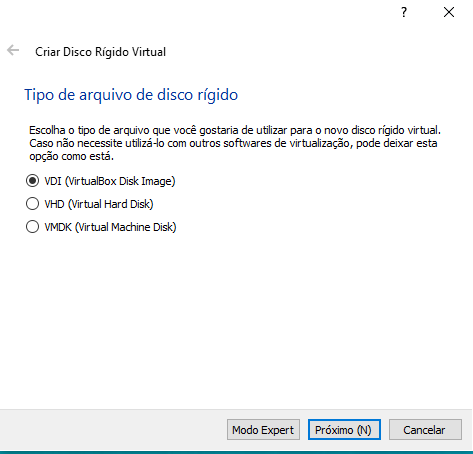 ?
Criar Disco Rígido Virtual
Tipo de arquivo de disco rígido
Escolha o tipo de arquivo que você gostaria de utilizar para o novo disco rígido virtual.
Caso não necessite utilizá-lo com outros softwares de virtualização, pode deixar esta
opção como está.
VDI (VirtualBox Disk Image)
VHD (Virtual Hard Disk)
VMDK (Virtual Machine Disk)
Modo Expert
Próximo (N)
Cancelar